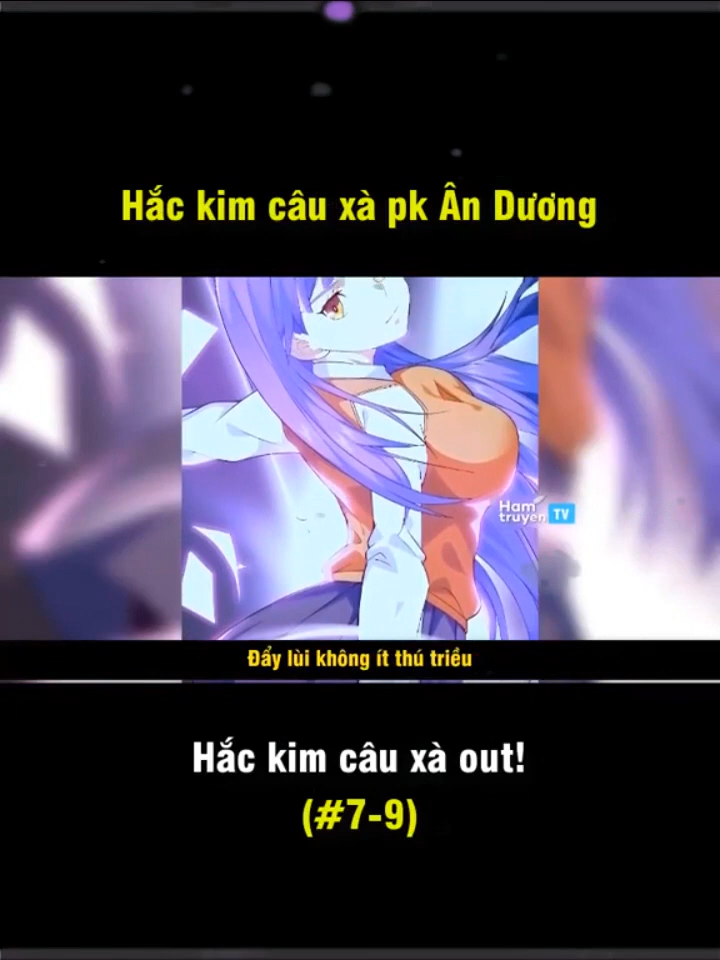 Hắc kim câu xà pk Ân Dương
Ham
truyen TV
Đẩy lùi không ít thú triều
Hắc kim câu xà out!
(#7-9)